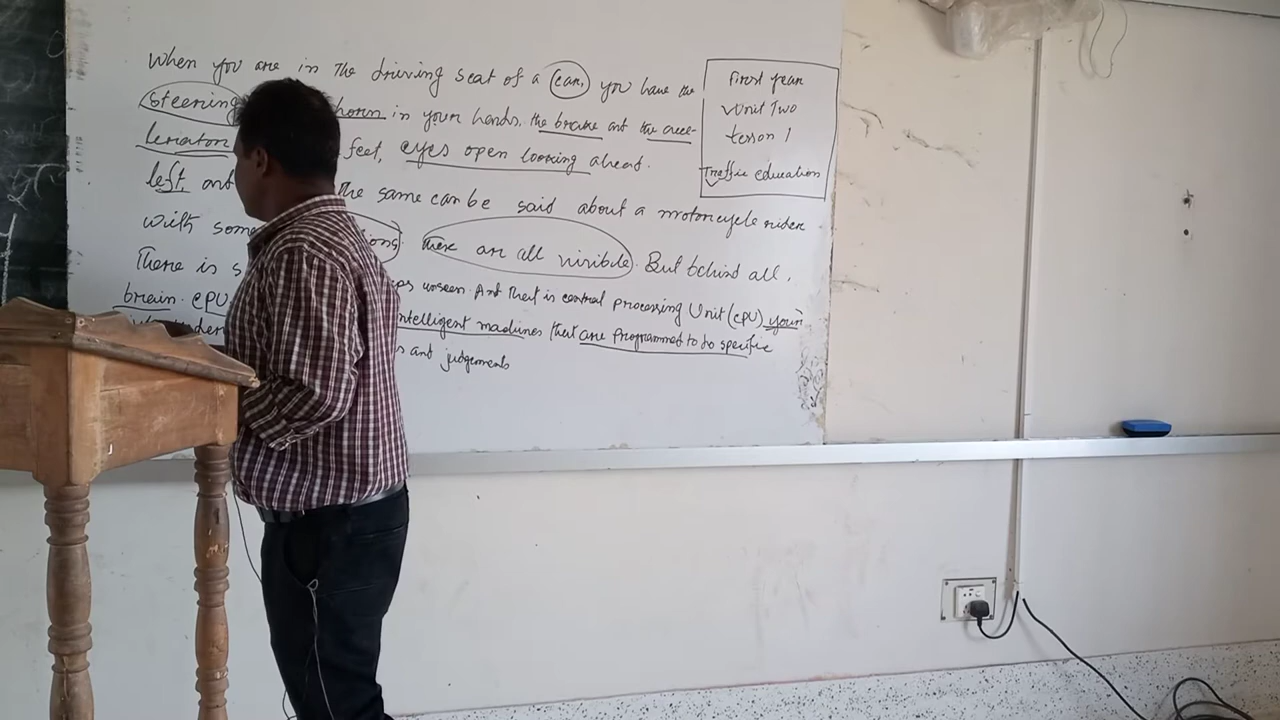 When you are in the driving seat of a car, you have the
steering horn in your hands, the brake and the accel-
leriaton feet, eyes open looking ahead.
left and the same can be said about a motorcycle rider
with some These are all visible. But behind all,
There is s unseen. And that is central processing Unit (CPU) your
brain. CPU intelligent machines that are programmed to do specific
and judgements
First year
Unit Two
Lesson 1
Traffic education